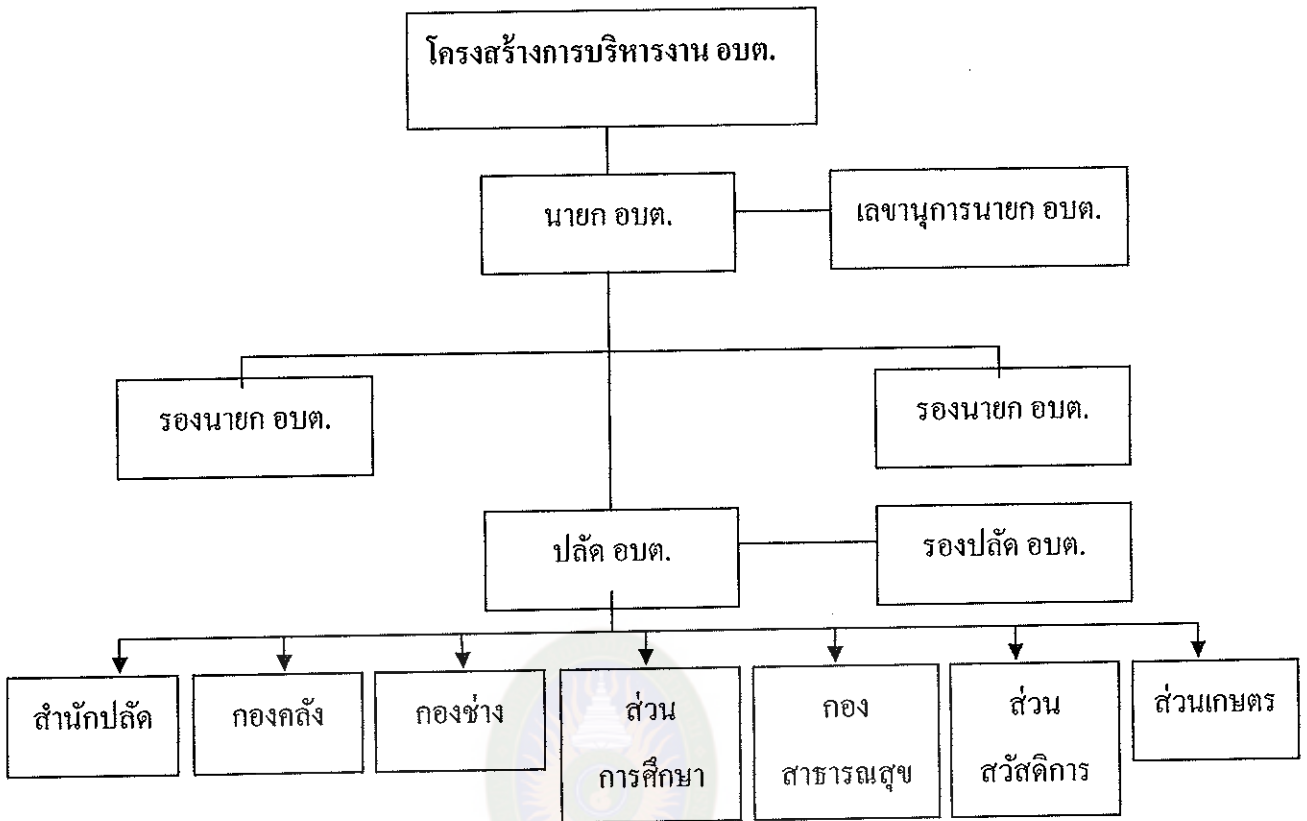 โครงสร้างการบริหารงาน อบต.
นายก อบต.
เลขานุการนายก อบต.
รองนายก อบต.
รองนายก อบต.
ปลัด อบต.
รองปลัด อบต.
สำนักปลัด
กองคลัง
กองช่าง
ส่วน
การศึกษา
กอง
สาธารณสุข
ส่วน
สวัสดิการ
ส่วนเกษตร